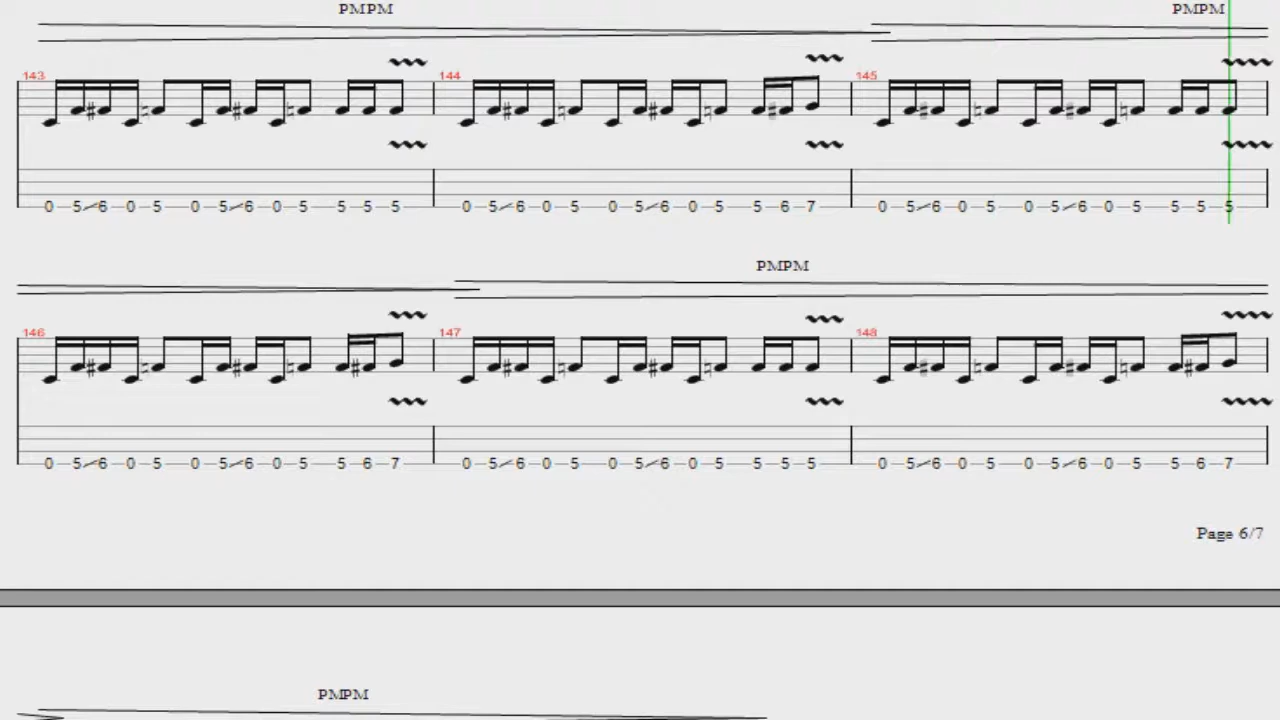 PMPM PMPM
143 144 145
0 5 6 0 5 0 5 6 0 5 5 5 5 0 5 6 0 5 0 5 6 0 5 5 6 7 0 5 6 0 5 0 5 6 0 5 5 5 5
PMPM
146 147 148
0 5 6 0 5 0 5 6 0 5 5 6 7 0 5 6 0 5 0 5 6 0 5 5 5 5 0 5 6 0 5 0 5 6 0 5 5 6 7
Page 6/7
PMPM